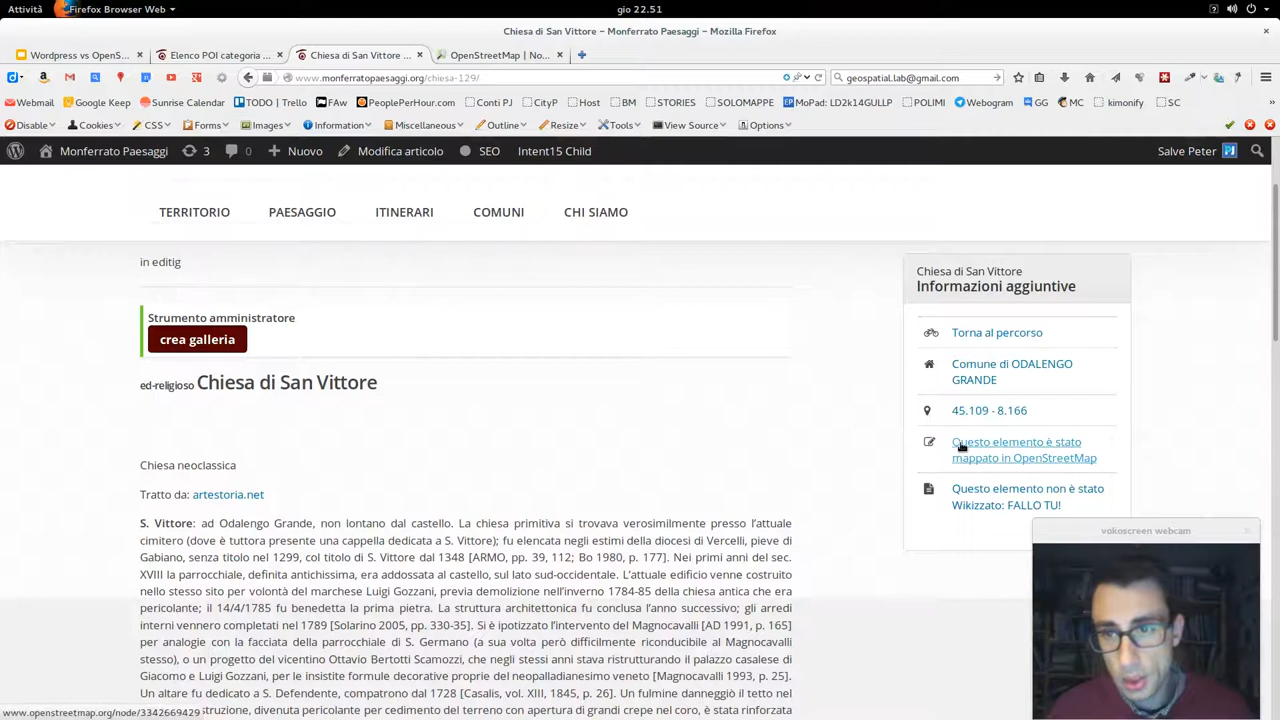 Attività Firefox Browser Web gio 22.51
Chiesa di San Vittore – Monferrato Paesaggi – Mozilla Firefox
Wordpress vs OpenS... Elenco POI categoria ... Chiesa di San Vittore ... OpenStreetMap | No...
www.monferratopaesaggi.org/chiesa-129/ geospatial.lab@gmail.com
Webmail Google Keep Sunrise Calendar TODO | Trello FAw PeoplePerHour.com Conti PJ CityP Host BM STORIES SOLOMAPPE MoPad: LD2k14GULLP POLIMI Webogram GG MC kimonify SC
Disable Cookies CSS Forms Images Information Miscellaneous Outline Resize Tools View Source Options
Monferrato Paesaggi 3 0 Nuovo Modifica articolo SEO Intent15 Child Salve Peter
TERRITORIO PAESAGGIO ITINERARI COMUNI CHI SIAMO
in editig
Strumento amministratore
crea galleria
ed-religioso Chiesa di San Vittore
Chiesa neoclassica
Tratto da: artestoria.net
S. Vittore: ad Odalengo Grande, non lontano dal castello. La chiesa primitiva si trovava verosimilmente presso l'attuale
cimitero (dove è tuttora presente una cappella dedicata a S. Vittore); fu elencata negli estimi della diocesi di Vercelli, pieve di
Gabiano, senza titolo nel 1299, col titolo di S. Vittore dal 1348 [ARMO, pp. 39, 112; Bo 1980, p. 177]. Nei primi anni del sec.
XVIII la parrocchiale, definita antichissima, era addossata al castello, sul lato sud-occidentale. L'attuale edificio venne costruito
nello stesso sito per volontà del marchese Luigi Gozzani, previa demolizione nell'inverno 1784-85 della chiesa antica che era
pericolante; il 14/4/1785 fu benedetta la prima pietra. La struttura architettonica fu conclusa l'anno successivo; gli arredi
interni vennero completati nel 1789 [Solarino 2005, pp. 330-35]. Si è ipotizzato l'intervento del Magnocavalli [AD 1991, p. 165]
per analogie con la facciata della parrocchiale di S. Germano (a sua volta però difficilmente riconducibile al Magnocavalli
stesso), o un progetto del vicentino Ottavio Bertotti Scamozzi, che negli stessi anni stava ristrutturando il palazzo casalese di
Giacomo e Luigi Gozzani, per le insistite formule decorative proprie del neopalladianesimo veneto [Magnocavalli 1993, p. 25].
Un altare fu dedicato a S. Defendente, compatrono dal 1728 [Casalis, vol. XIII, 1845, p. 26]. Un fulmine danneggiò il tetto nel
struzione, divenuta pericolante per cedimento del terreno con apertura di grandi crepe nel coro, è stata rinforzata
Chiesa di San Vittore
Informazioni aggiuntive
Torna al percorso
Comune di ODALENGO
GRANDE
45.109 - 8.166
Questo elemento è stato
mappato in OpenStreetMap
Questo elemento non è stato
Wikizzato: FALLO TU!
vokoscreen webcam
www.openstreetmap.org/node/3342669429